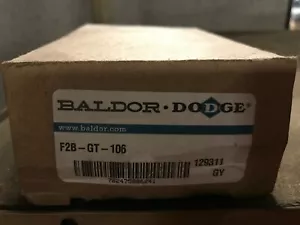 BALDOR · DODGE®
www.baldor.com
F2B-GT-106
129311
QY